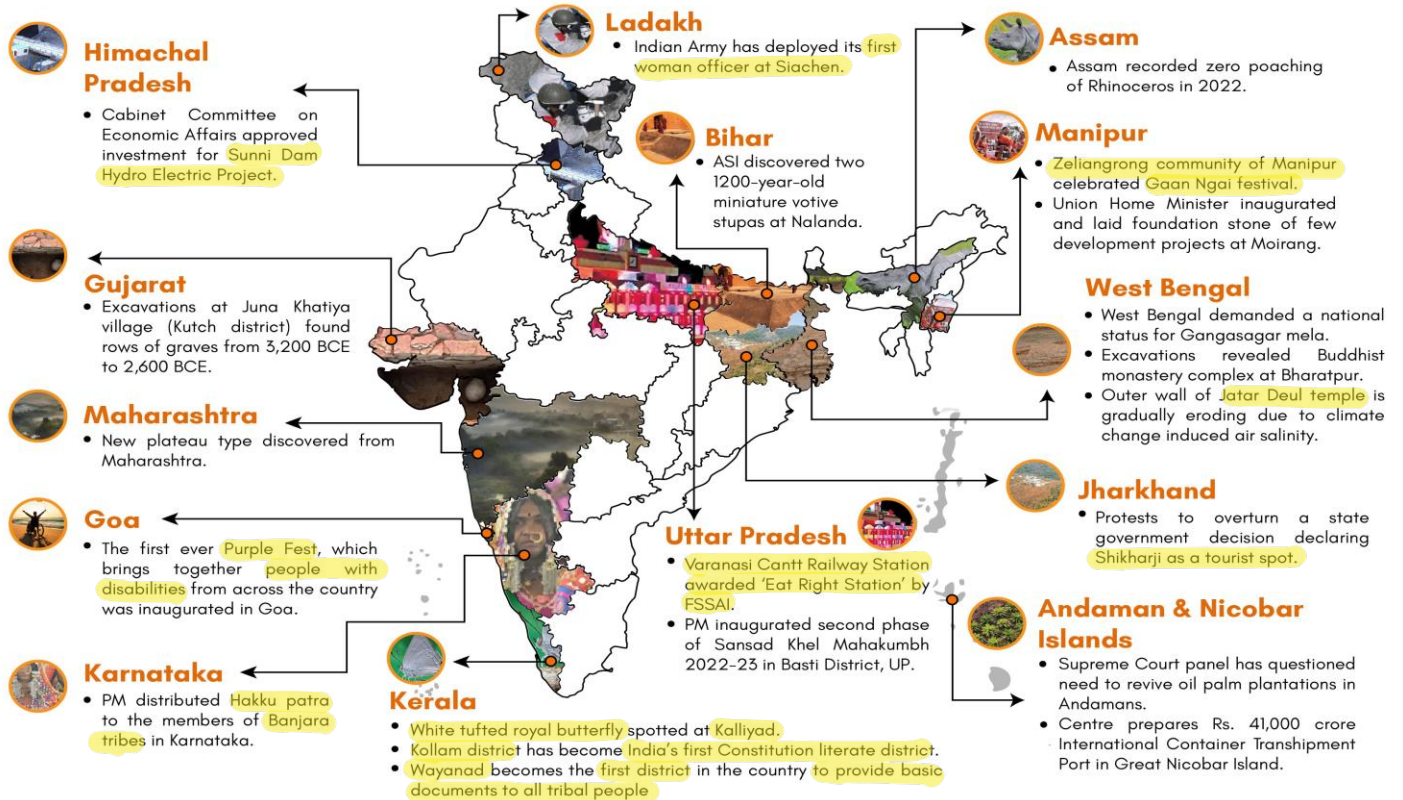 Himachal
Pradesh
• Cabinet Committee on
Economic Affairs approved
investment for Sunni Dam
Hydro Electric Project.
Gujarat
• Excavations at Juna Khatiya
village (Kutch district) found
rows of graves from 3,200 BCE
to 2,600 BCE.
Maharashtra
• New plateau type discovered from
Maharashtra.
Goa
• The first ever Purple Fest, which
brings together people with
disabilities from across the country
was inaugurated in Goa.
Karnataka
• PM distributed Hakku patra
to the members of Banjara
tribes in Karnataka.
Ladakh
• Indian Army has deployed its first
woman officer at Siachen.
Bihar
• ASI discovered two
1200-year-old
miniature votive
stupas at Nalanda.
Uttar Pradesh
• Varanasi Cantt Railway Station
awarded ‘Eat Right Station’ by
FSSAI.
• PM inaugurated second phase
of Sansad Khel Mahakumbh
2022-23 in Basti District, UP.
Kerala
• White tufted royal butterfly spotted at Kalliyad.
• Kollam district has become India’s first Constitution literate district.
• Wayanad becomes the first district in the country to provide basic
documents to all tribal people
Assam
• Assam recorded zero poaching
of Rhinoceros in 2022.
Manipur
• Zeliangrong community of Manipur
celebrated Gaan Ngai festival.
• Union Home Minister inaugurated
and laid foundation stone of few
development projects at Moirang.
West Bengal
• West Bengal demanded a national
status for Gangasagar mela.
• Excavations revealed Buddhist
monastery complex at Bharatpur.
• Outer wall of Jatar Deul temple is
gradually eroding due to climate
change induced air salinity.
Jharkhand
• Protests to overturn a state
government decision declaring
Shikharji as a tourist spot.
Andaman & Nicobar
Islands
• Supreme Court panel has questioned
need to revive oil palm plantations in
Andamans.
• Centre prepares Rs. 41,000 crore
International Container Transhipment
Port in Great Nicobar Island.